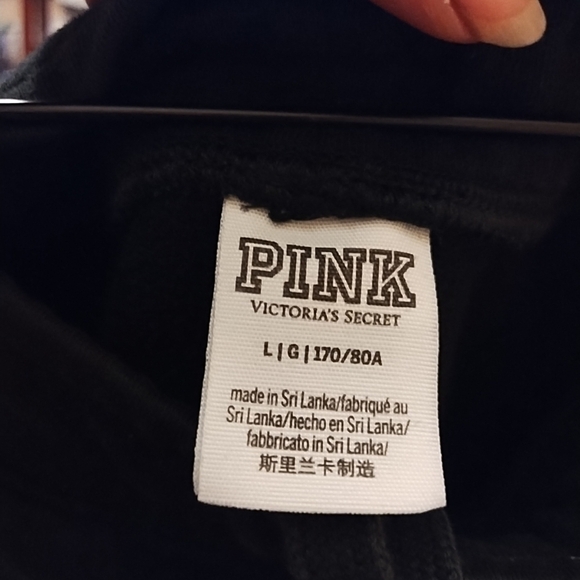 PINK
VICTORIA'S SECRET
L|G|170/80A
made in Sri Lanka/fabriqué au
Sri Lanka/hecho en Sri Lanka/
fabbricato in Sri Lanka/
斯里兰卡制造